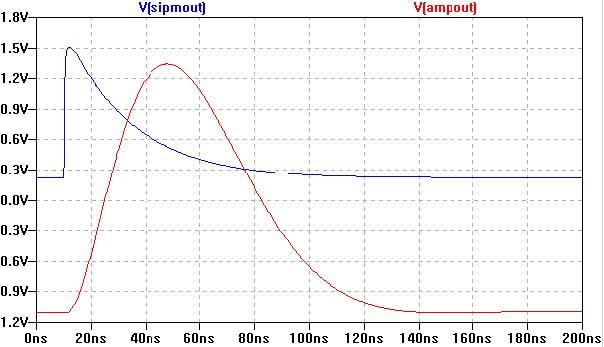 V(sipmout)
V(ampout)
1.8V
1.5V
1.2V
0.9V
0.6V
0.3V
0.0V
0.3V
0.6V
0.9V
1.2V
0ns 20ns 40ns 60ns 80ns 100ns 120ns 140ns 160ns 180ns 200ns